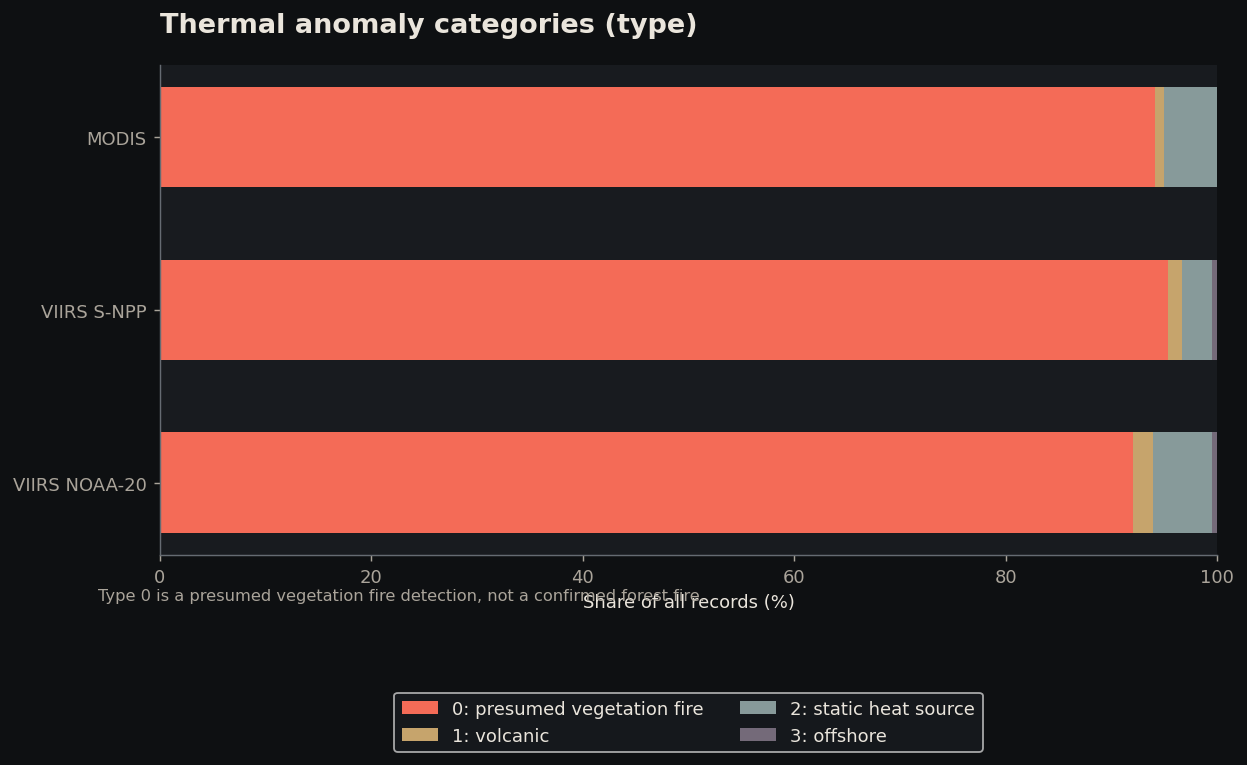 Thermal anomaly categories (type)
MODIS
VIIRS S-NPP
VIIRS NOAA-20
0 20 40 60 80 100
Type 0 is a presumed vegetation fire detection, not a confirmed forest fire.
Share of all records (%)
0: presumed vegetation fire
1: volcanic
2: static heat source
3: offshore